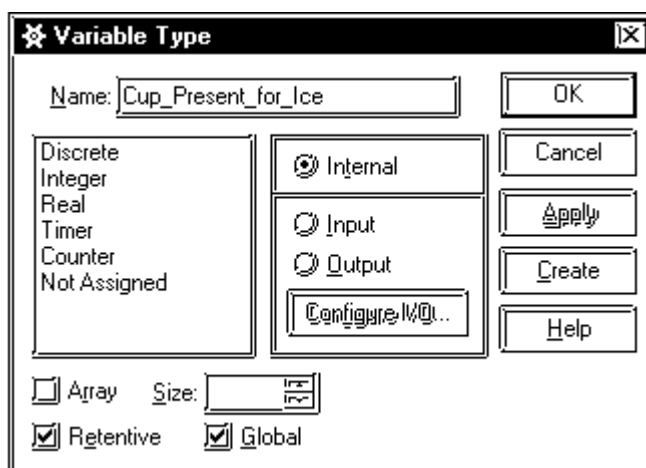 Variable Type
Name: Cup_Present_for_Ice
OK
Discrete
Integer
Real
Timer
Counter
Not Assigned
Internal
Input
Output
Configure I/O...
Cancel
Apply
Create
Help
Array Size:
Retentive Global